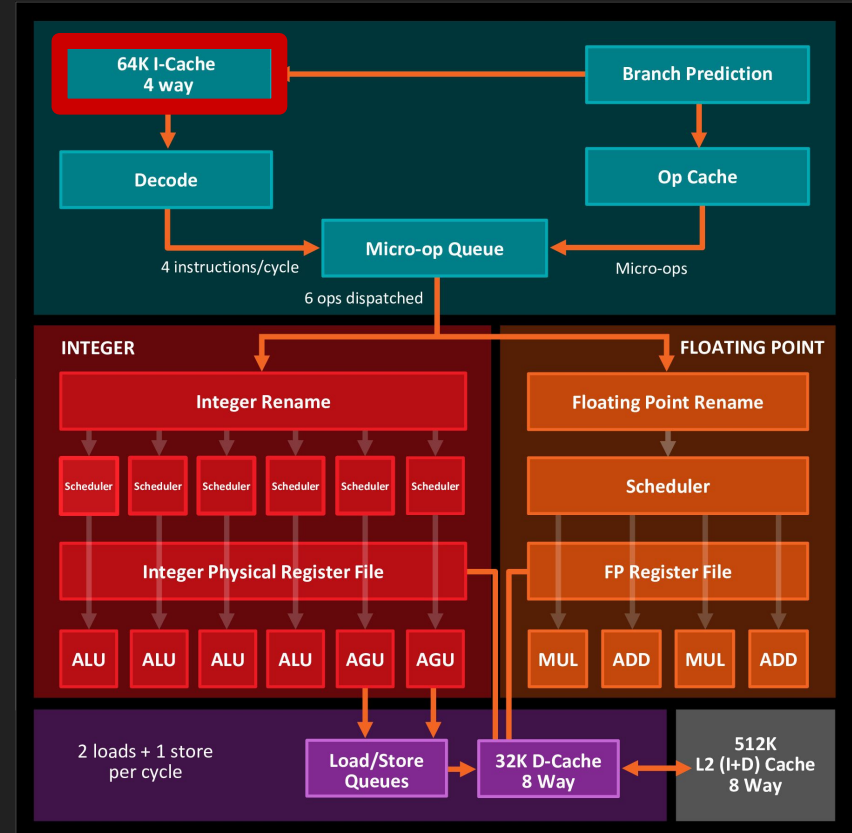 64K I-Cache
4 way
Branch Prediction
Decode
Op Cache
Micro-op Queue
4 instructions/cycle
Micro-ops
6 ops dispatched
INTEGER
FLOATING POINT
Integer Rename
Floating Point Rename
Scheduler
Scheduler
Scheduler
Scheduler
Scheduler
Scheduler
Scheduler
Integer Physical Register File
FP Register File
ALU
ALU
ALU
ALU
AGU
AGU
MUL
ADD
MUL
ADD
2 loads + 1 store
per cycle
Load/Store
Queues
32K D-Cache
8 Way
512K
L2 (I+D) Cache
8 Way